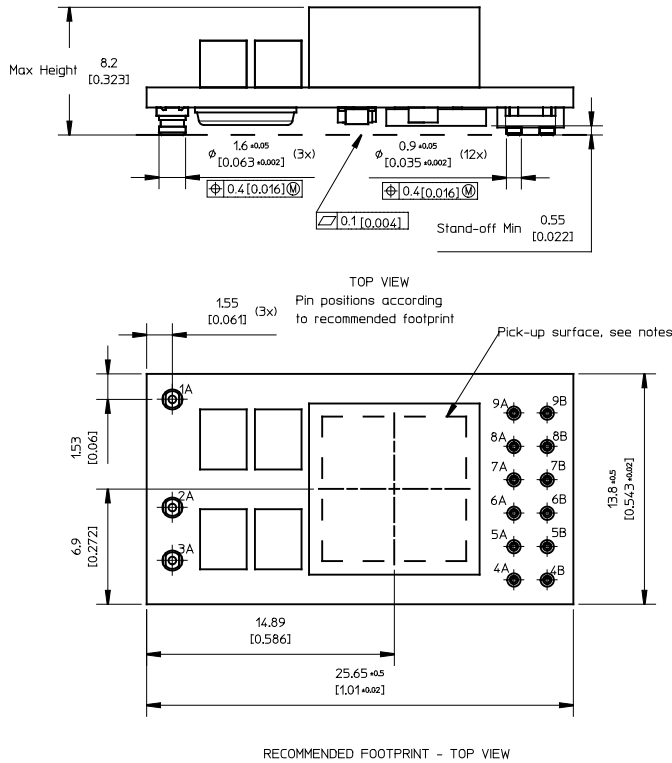 Max Height 8.2
[0.323]
⌀ 1.6 ±0.05 (3x)
[0.063 ±0.002]
⌀ 0.9 ±0.05 (12x)
[0.035 ±0.002]
⌖ 0.4 [0.016] Ⓜ
⌖ 0.4 [0.016] Ⓜ
⏥ 0.1 [0.004]
Stand-off Min 0.55
[0.022]
TOP VIEW
Pin positions according
to recommended footprint
1.55
[0.061] (3x)
Pick-up surface, see notes
1A
9A 9B
8A 8B
7A 7B
2A
6A 6B
5A 5B
3A
4A 4B
1.53
[0.06]
6.9
[0.272]
13.8 ±0.5
[0.543 ±0.02]
14.89
[0.586]
25.65 ±0.5
[1.01 ±0.02]
RECOMMENDED FOOTPRINT - TOP VIEW